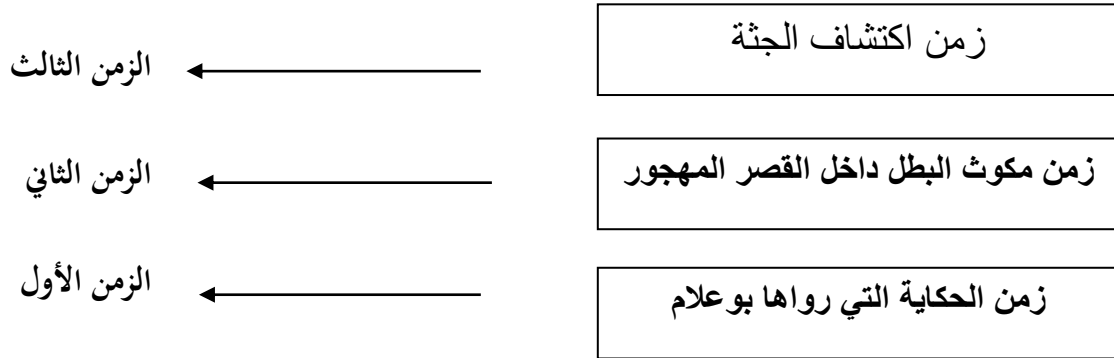 زمن اكتشاف الجثة
الزمن الثالث
زمن مكوث البطل داخل القصر المهجور
الزمن الثاني
زمن الحكاية التي رواها بوعلام
الزمن الأول